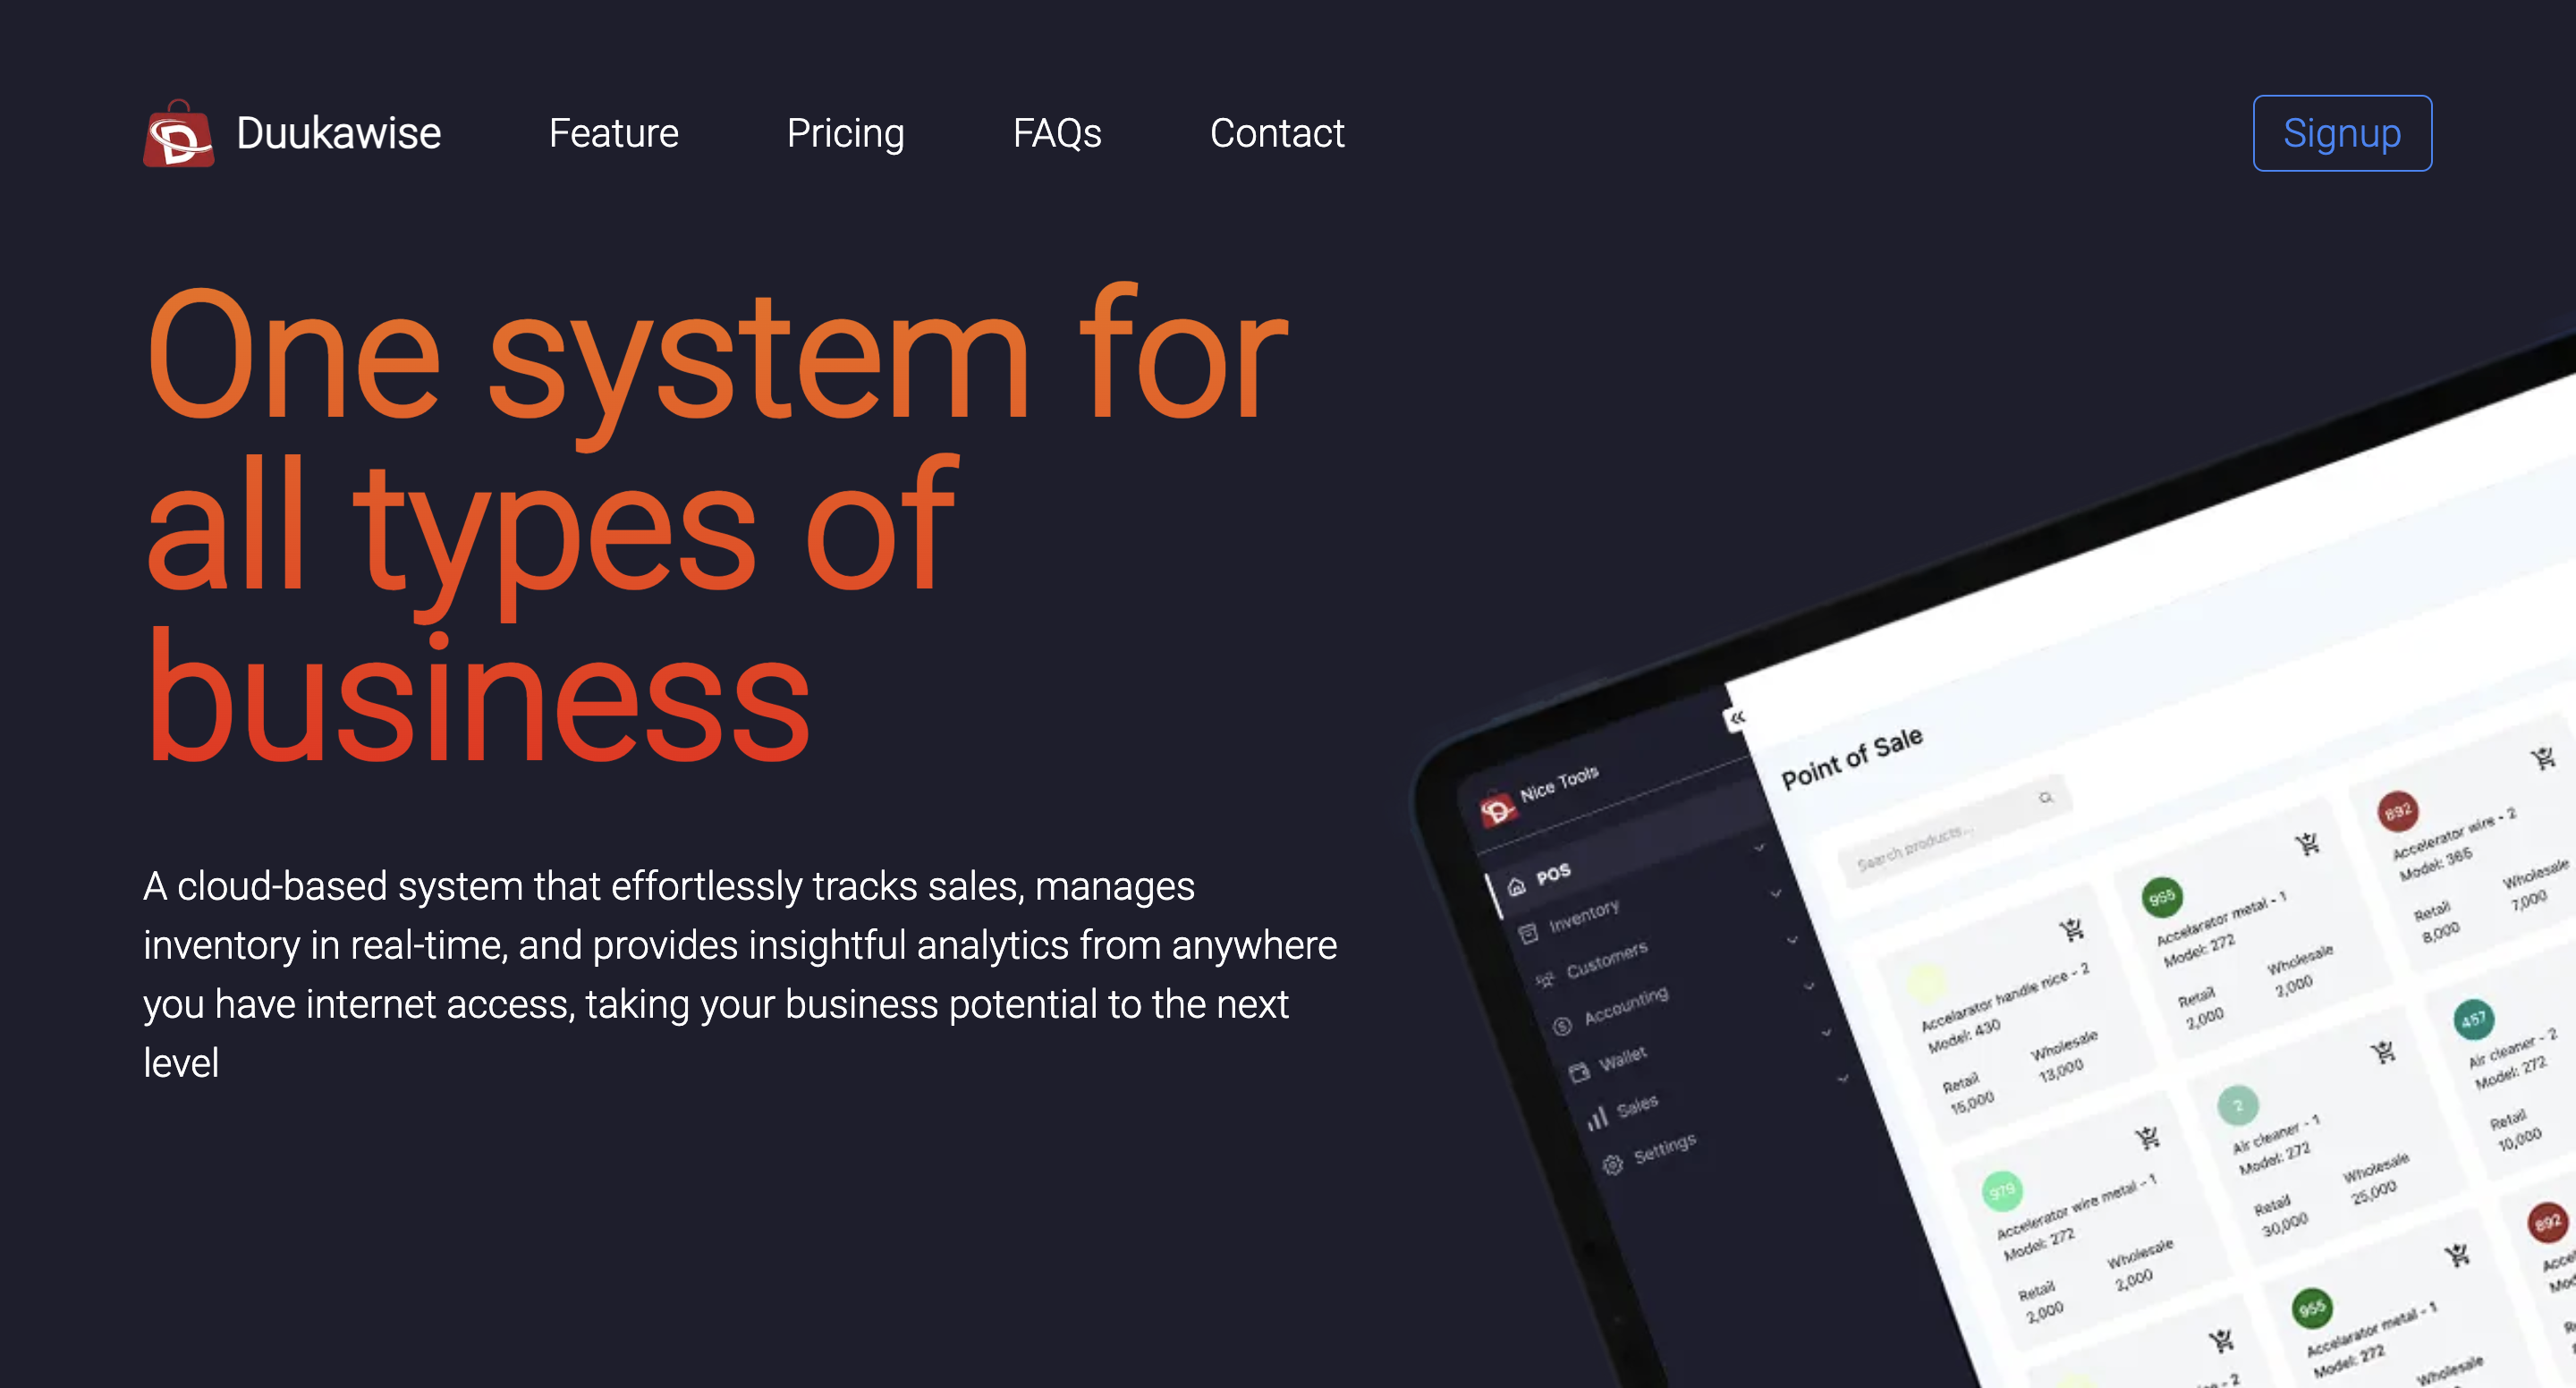 Duukawise
Feature
Pricing
FAQs
Contact
Signup
One system for
all types of
business
A cloud-based system that effortlessly tracks sales, manages
inventory in real-time, and provides insightful analytics from anywhere
you have internet access, taking your business potential to the next
level
Nice Tools
POS
Inventory
Customers
Accounting
Wallet
Sales
Settings
Point of Sale
Search products...
Accelarator handle nice - 2
Model: 430
Retail
15,000
Wholesale
13,000
955
Accelarator metal - 1
Model: 272
Retail
2,000
Wholesale
2,000
892
Accelerator wire - 2
Model: 365
Retail
8,000
Wholesale
7,000
979
Accelerator wire metal - 1
Model: 272
Retail
2,000
Wholesale
2,000
2
Air cleaner - 1
Model: 272
Retail
30,000
Wholesale
25,000
457
Air cleaner - 2
Model: 272
Retail
10,000
955
Accelarator metal - 1
Model: 272
Wholesale
892